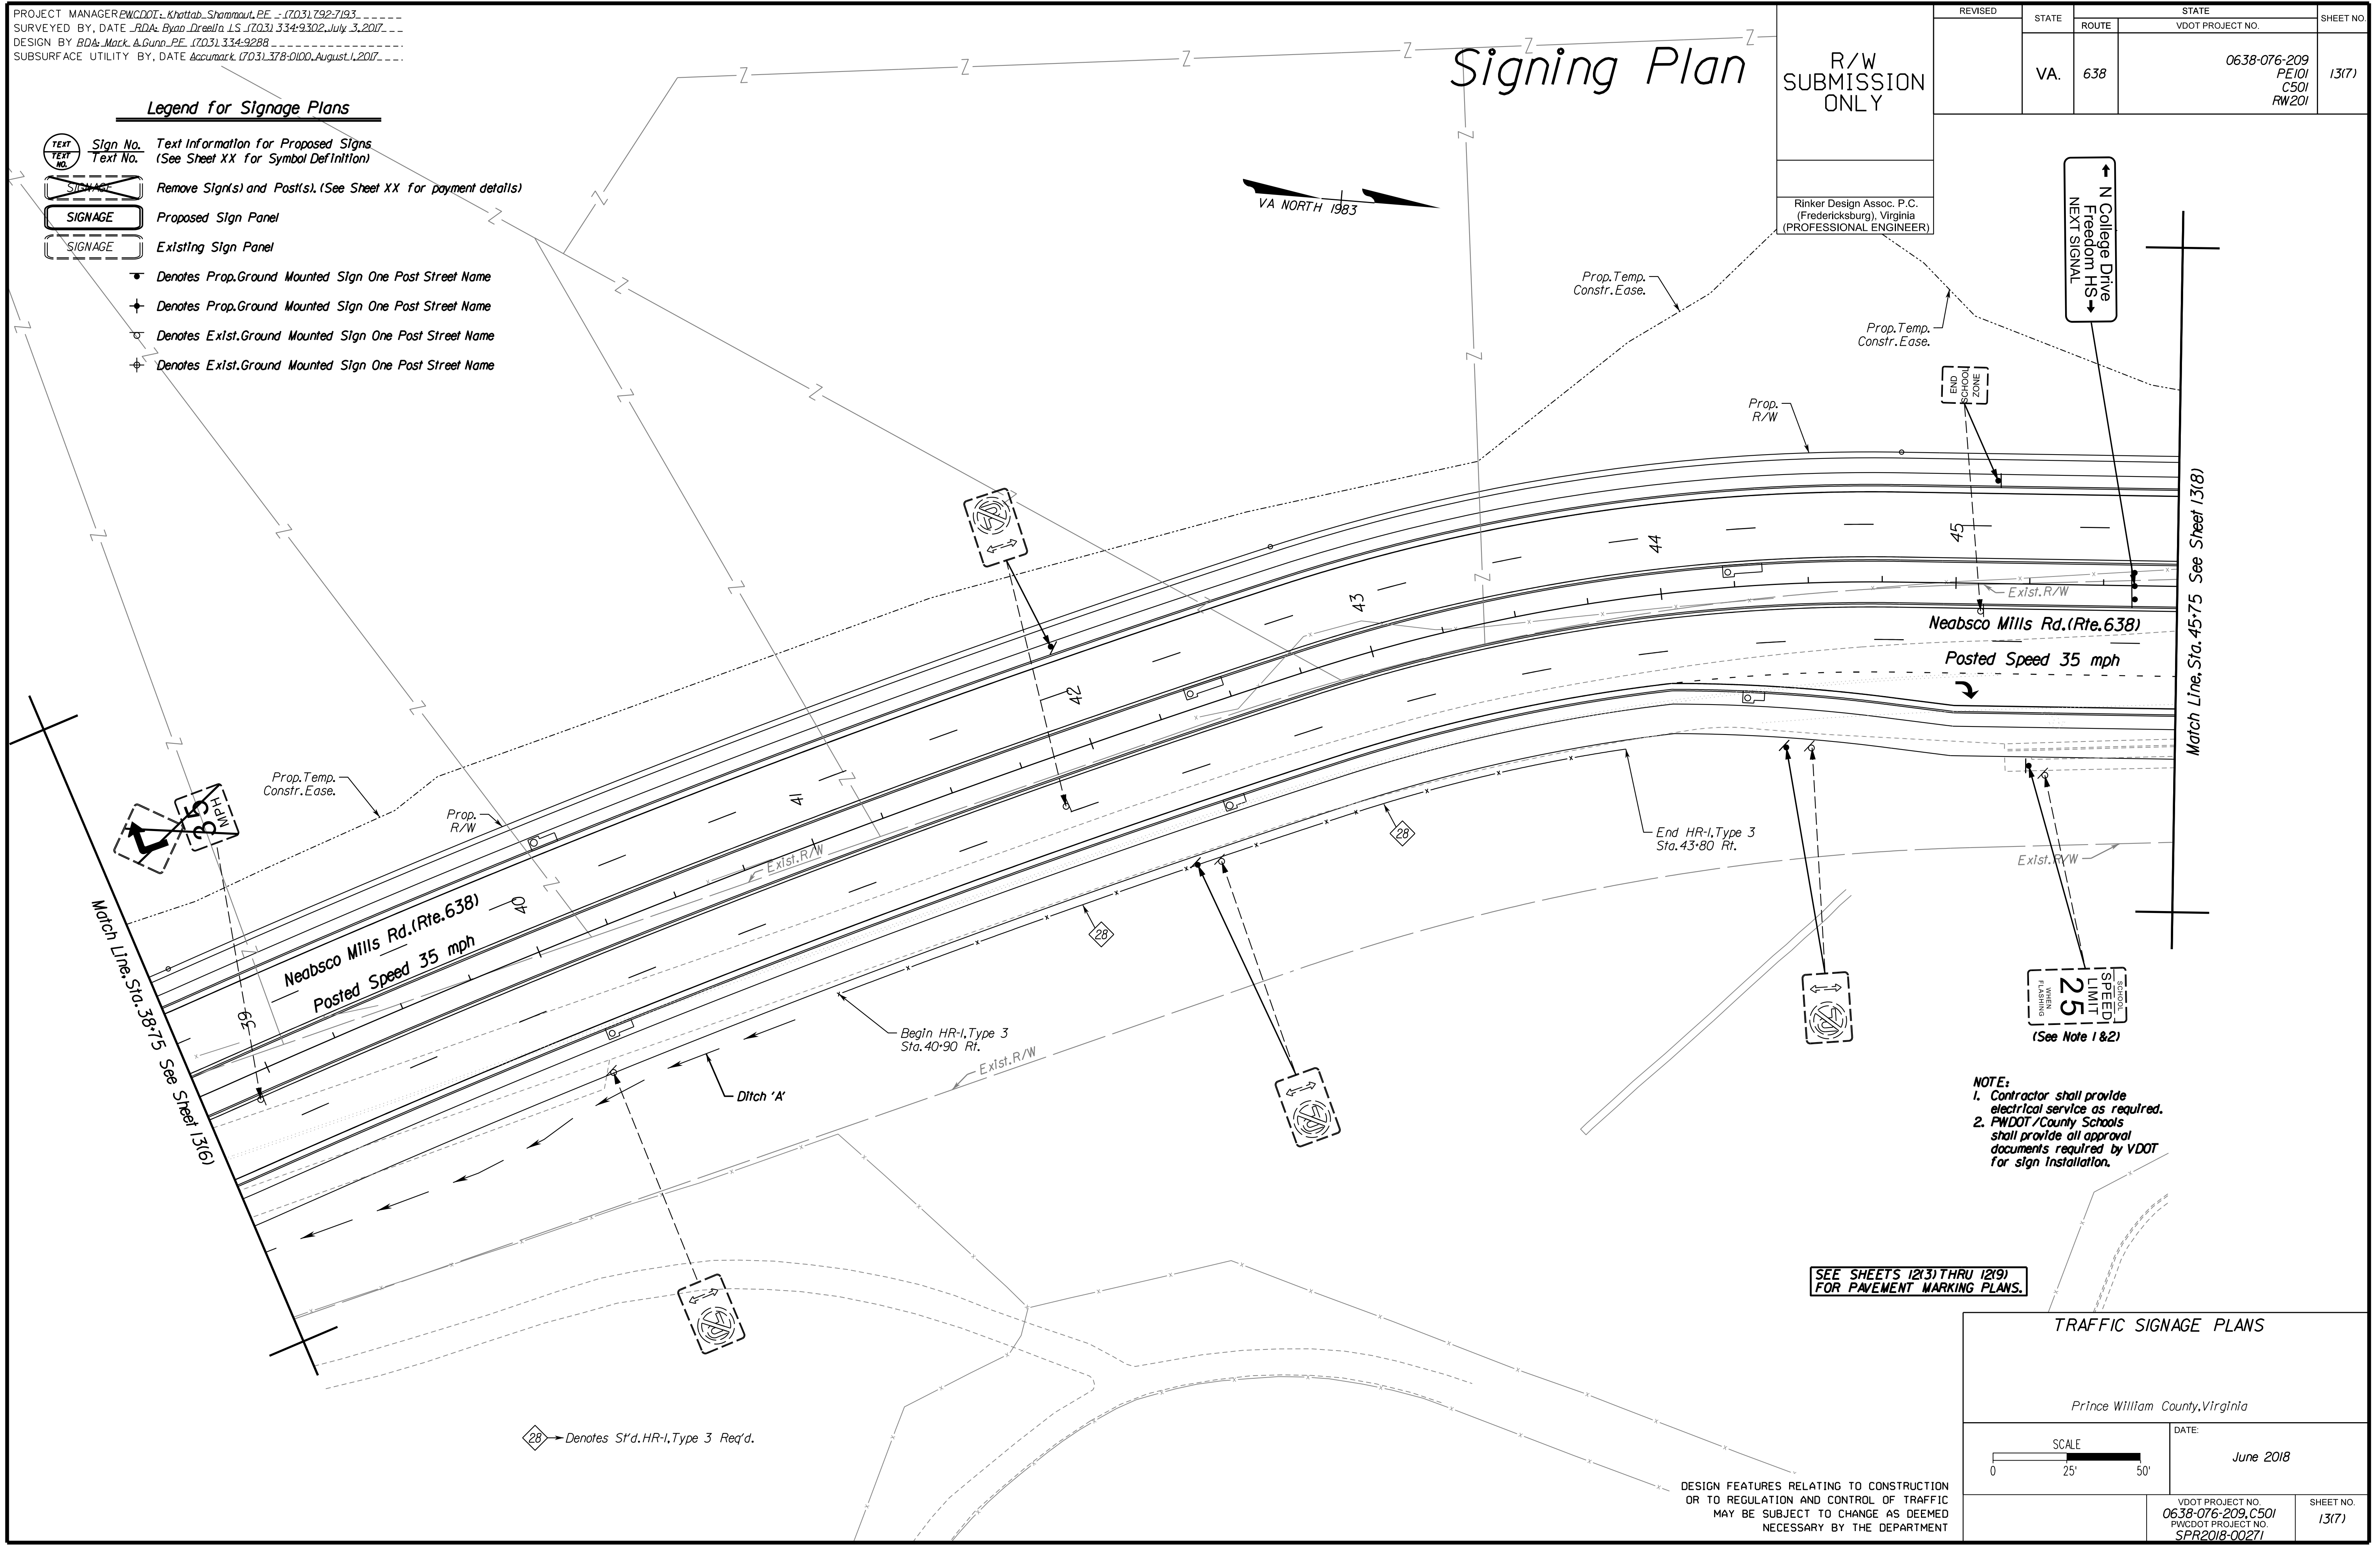 PROJECT MANAGER PWCDOT: Khattab Shammout, P.E. - (703) 792-7193
SURVEYED BY, DATE RDA: Ryan Dreelin LS (703) 334-9302, July 3, 2017
DESIGN BY RDA: Mark A Gunn P.E. (703) 334-9288
SUBSURFACE UTILITY BY, DATE Accumark (703) 378-0100, August 1, 2017
Signing Plan
R/W
SUBMISSION
ONLY
Rinker Design Assoc. P.C.
(Fredericksburg), Virginia
(PROFESSIONAL ENGINEER)
REVISED
STATE
STATE
ROUTE
VDOT PROJECT NO.
SHEET NO.
VA.
638
0638-076-209
PE101
C501
RW201
13(7)
Legend for Signage Plans
TEXT
TEXT NO.
Sign No.
Text No.
Text Information for Proposed Signs
(See Sheet XX for Symbol Definition)
SIGNAGE
Remove Sign(s) and Post(s). (See Sheet XX for payment details)
SIGNAGE
Proposed Sign Panel
SIGNAGE
Existing Sign Panel
Denotes Prop. Ground Mounted Sign One Post Street Name
Denotes Prop. Ground Mounted Sign One Post Street Name
Denotes Exist. Ground Mounted Sign One Post Street Name
Denotes Exist. Ground Mounted Sign One Post Street Name
VA NORTH 1983
N College Drive
Freedom HS
NEXT SIGNAL
Prop. Temp.
Constr. Ease.
Prop. Temp.
Constr. Ease.
END
SCHOOL
ZONE
Prop.
R/W
P
45
44
43
42
41
40
39
Exist. R/W
Neabsco Mills Rd. (Rte. 638)
Posted Speed 35 mph
Match Line, Sta. 45+75 See Sheet 13(8)
Prop. Temp.
Constr. Ease.
35
MPH
Prop.
R/W
Exist. R/W
Neabsco Mills Rd. (Rte. 638)
Posted Speed 35 mph
Match Line, Sta. 38+75 See Sheet 13(6)
28
End HR-1, Type 3
Sta. 43+80 Rt.
Exist. R/W
28
Begin HR-1, Type 3
Sta. 40+90 Rt.
Exist. R/W
Ditch 'A'
P
P
P
SCHOOL
SPEED
LIMIT
25
WHEN
FLASHING
(See Note 1 & 2)
NOTE:
1. Contractor shall provide
electrical service as required.
2. PWDOT/County Schools
shall provide all approval
documents required by VDOT
for sign installation.
SEE SHEETS 12(3) THRU 12(9)
FOR PAVEMENT MARKING PLANS.
28 Denotes St'd. HR-1, Type 3 Req'd.
DESIGN FEATURES RELATING TO CONSTRUCTION
OR TO REGULATION AND CONTROL OF TRAFFIC
MAY BE SUBJECT TO CHANGE AS DEEMED
NECESSARY BY THE DEPARTMENT
TRAFFIC SIGNAGE PLANS
Prince William County, Virginia
SCALE
0 25' 50'
DATE:
June 2018
VDOT PROJECT NO.
0638-076-209, C501
PWCDOT PROJECT NO.
SPR2018-00271
SHEET NO.
13(7)